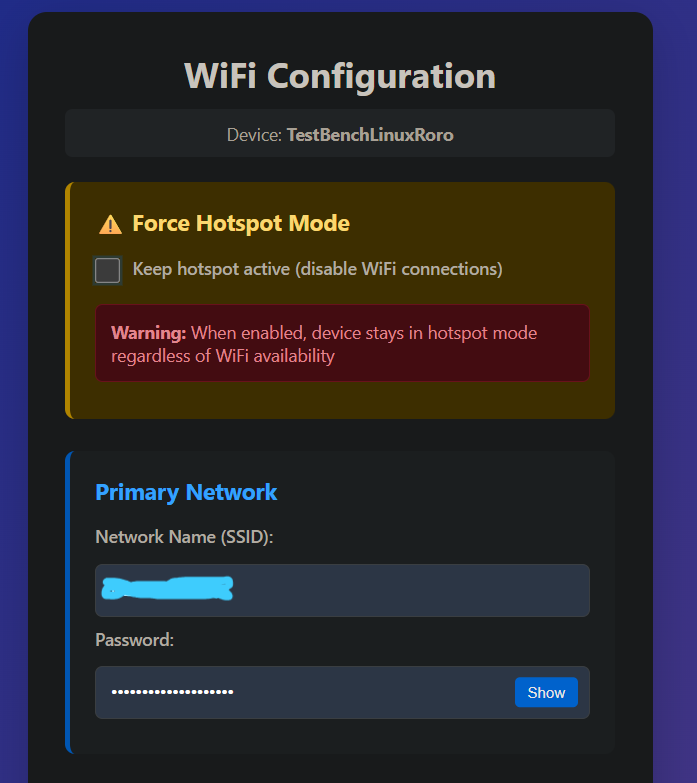 WiFi Configuration
Device: TestBenchLinuxRoro
Force Hotspot Mode
Keep hotspot active (disable WiFi connections)
Warning: When enabled, device stays in hotspot mode
regardless of WiFi availability
Primary Network
Network Name (SSID):
Password:
••••••••••••••••••••
Show